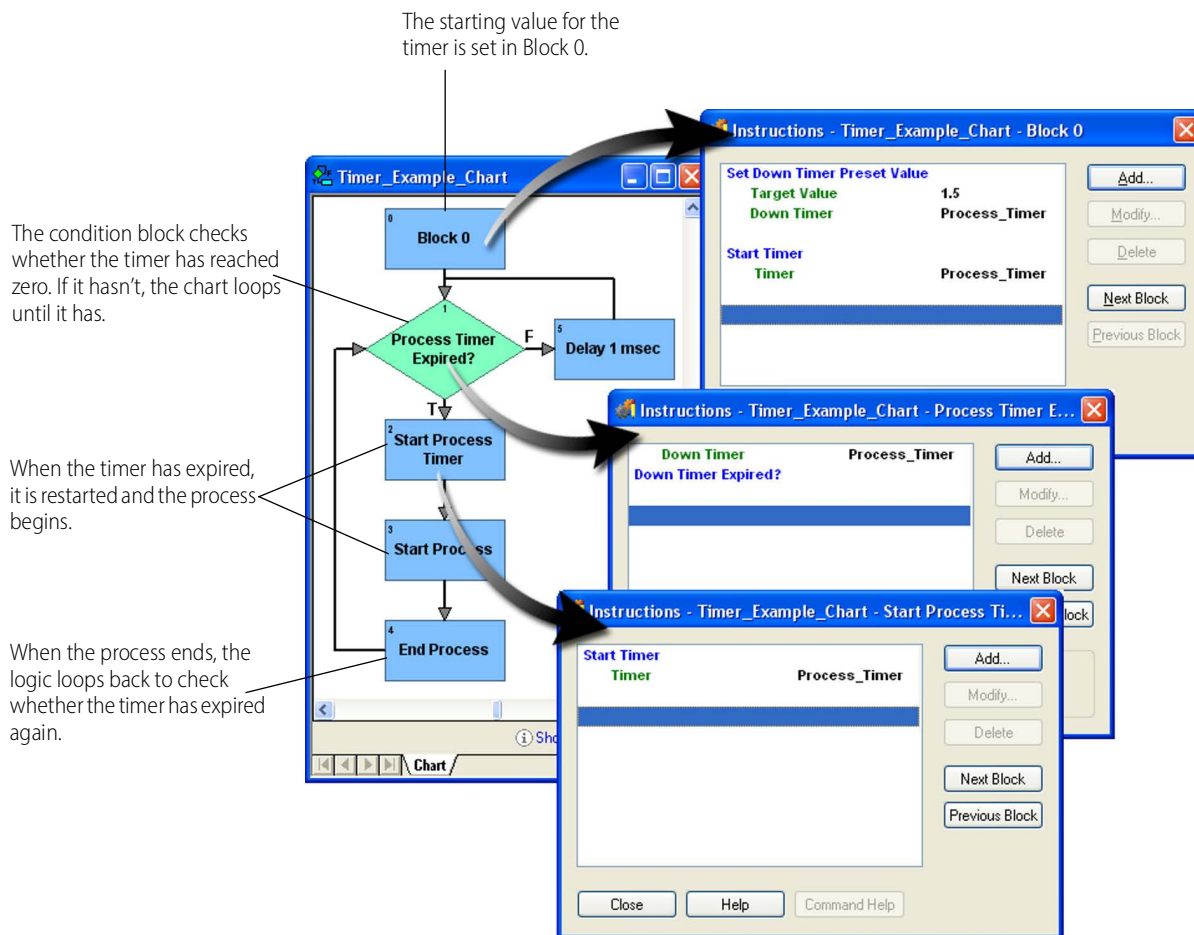 The starting value for the
timer is set in Block 0.
The condition block checks
whether the timer has reached
zero. If it hasn't, the chart loops
until it has.
When the timer has expired,
it is restarted and the process
begins.
When the process ends, the
logic loops back to check
whether the timer has expired
again.
Timer_Example_Chart
0
Block 0
1
Process Timer
Expired?
F
5
Delay 1 msec
T
2
Start Process
Timer
3
Start Process
4
End Process
Chart
Instructions - Timer_Example_Chart - Block 0
Set Down Timer Preset Value
Target Value 1.5
Down Timer Process_Timer
Start Timer
Timer Process_Timer
Add...
Modify...
Delete
Next Block
Previous Block
Instructions - Timer_Example_Chart - Process Timer E...
Down Timer Process_Timer
Down Timer Expired?
Add...
Modify...
Delete
Next Block
lock
Instructions - Timer_Example_Chart - Start Process Ti...
Start Timer
Timer Process_Timer
Add...
Modify...
Delete
Next Block
Previous Block
Close
Help
Command Help